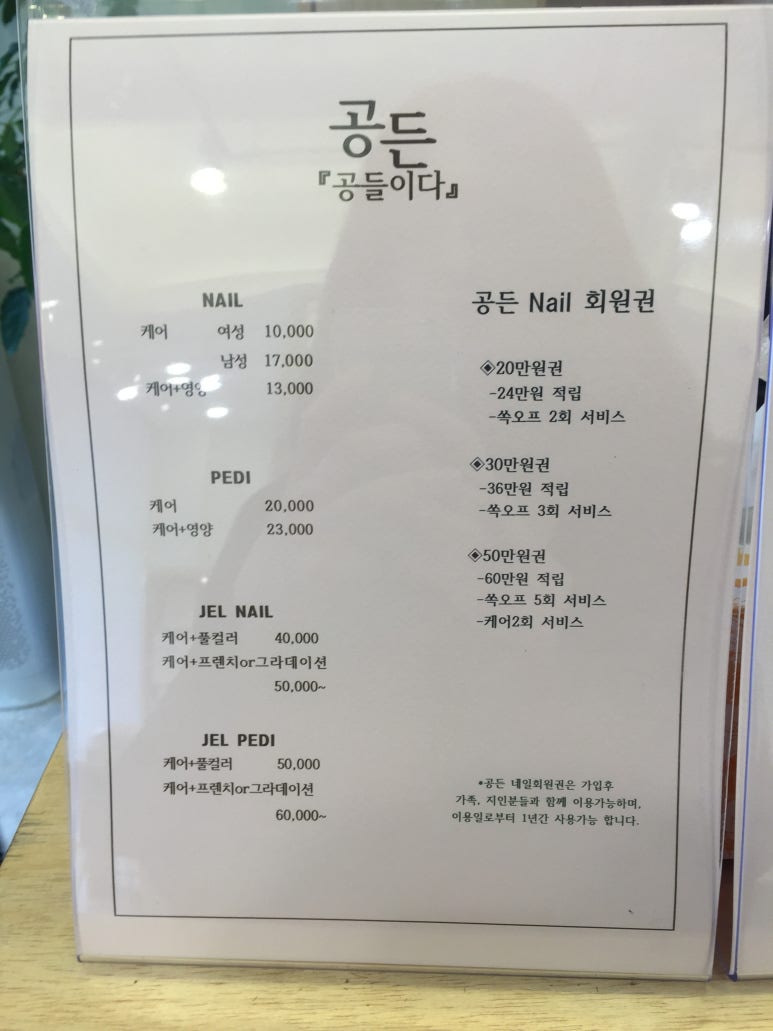 공든
『공들이다』
NAIL
케어 여성 10,000
남성 17,000
케어+영양 13,000
PEDI
케어 20,000
케어+영양 23,000
JEL NAIL
케어+풀컬러 40,000
케어+프렌치or그라데이션
50,000~
JEL PEDI
케어+풀컬러 50,000
케어+프렌치or그라데이션
60,000~
공든 Nail 회원권
◈20만원권
-24만원 적립
-쏙오프 2회 서비스
◈30만원권
-36만원 적립
-쏙오프 3회 서비스
◈50만원권
-60만원 적립
-쏙오프 5회 서비스
-케어2회 서비스
*공든 네일회원권은 가입후
가족, 지인분들과 함께 이용가능하며,
이용일로부터 1년간 사용가능 합니다.